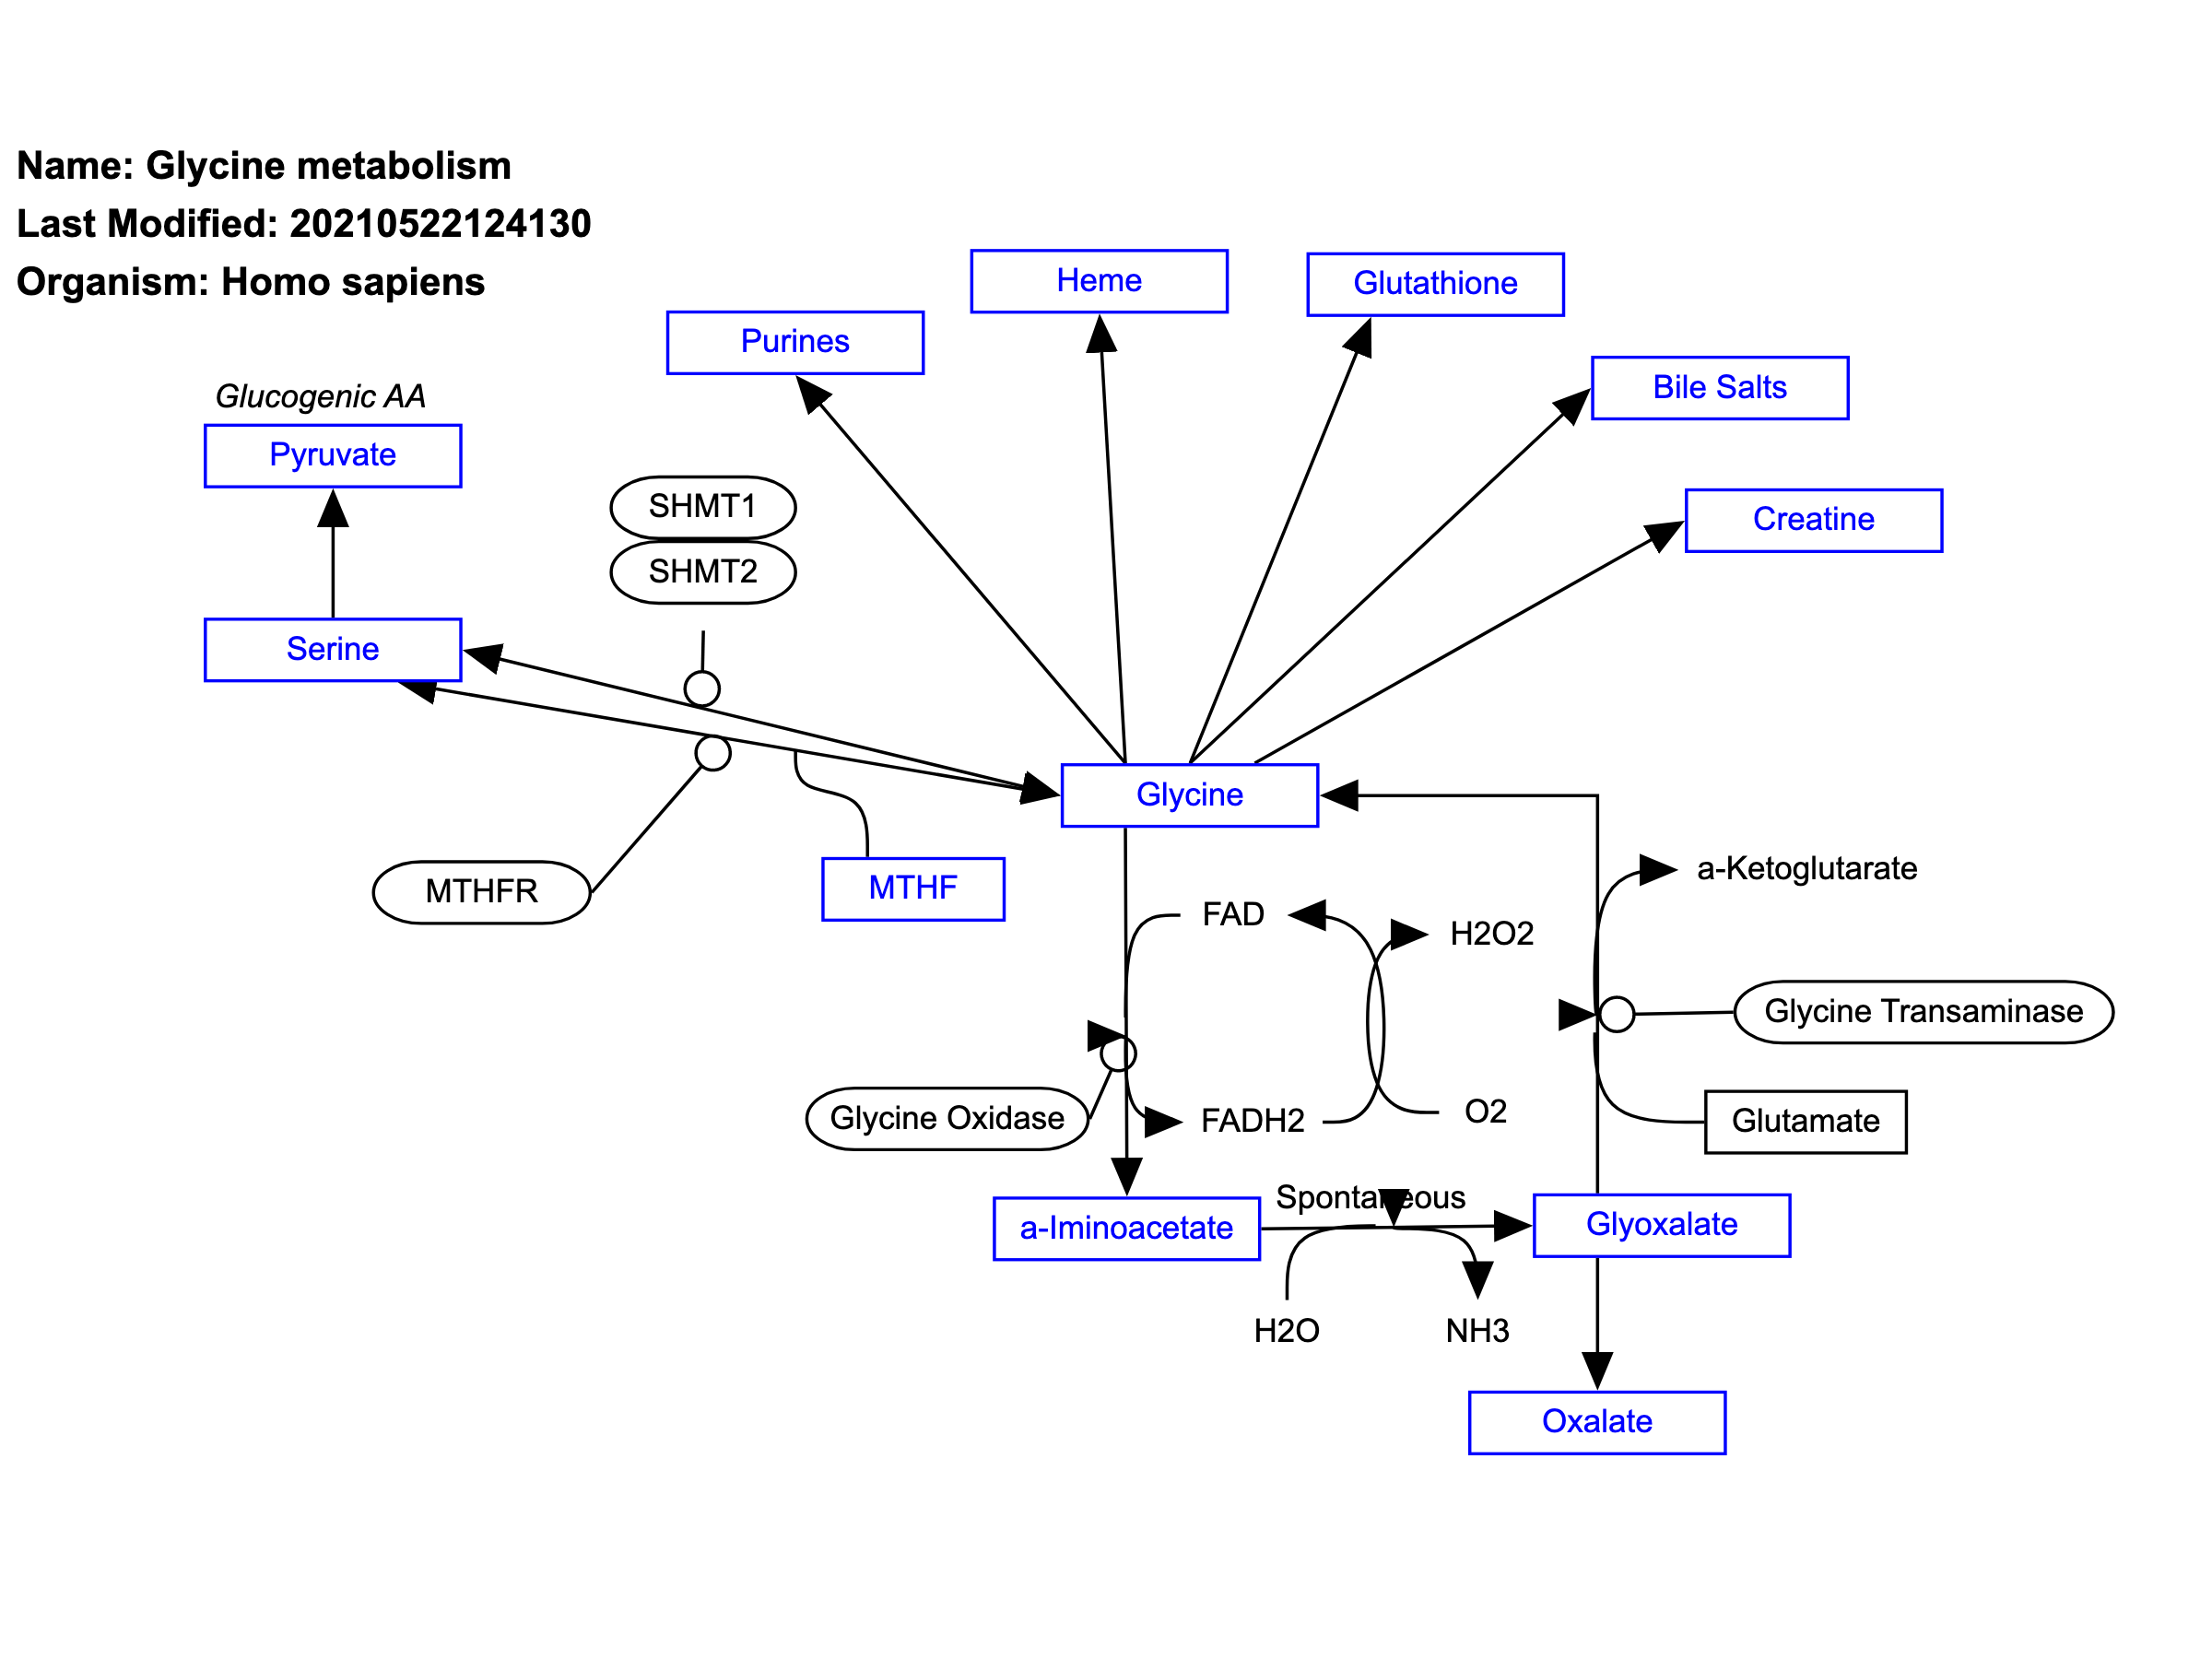 Name: Glycine metabolism
Last Modified: 20210522124130
Organism: Homo sapiens
Heme
Glutathione
Purines
Bile Salts
Glucogenic AA
Pyruvate
SHMT1
Creatine
SHMT2
Serine
Glycine
a-Ketoglutarate
MTHFR
MTHF
FAD
H2O2
Glycine Transaminase
Glycine Oxidase
FADH2
O2
Glutamate
Spontaneous
a-Iminoacetate
Glyoxalate
H2O
NH3
Oxalate